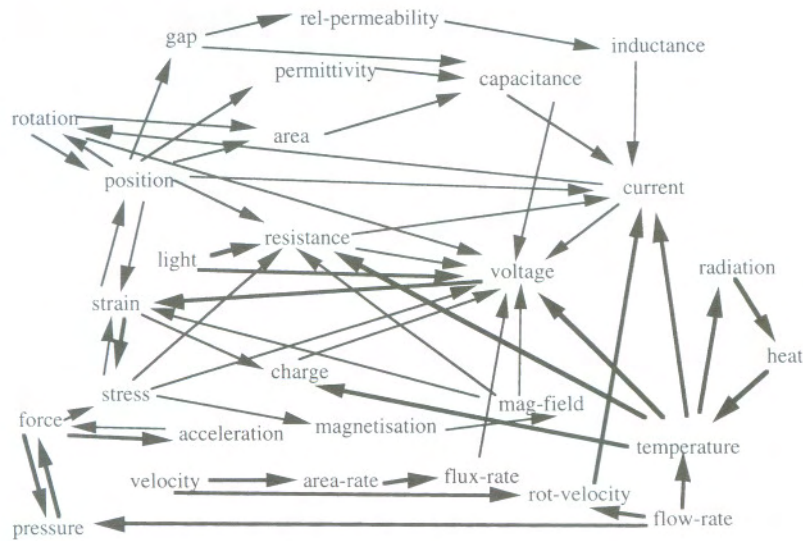 rel-permeability
gap
inductance
permittivity
capacitance
rotation
area
position
current
resistance
light
voltage
radiation
strain
heat
charge
stress
mag-field
force
acceleration
magnetisation
temperature
velocity
area-rate
flux-rate
rot-velocity
flow-rate
pressure